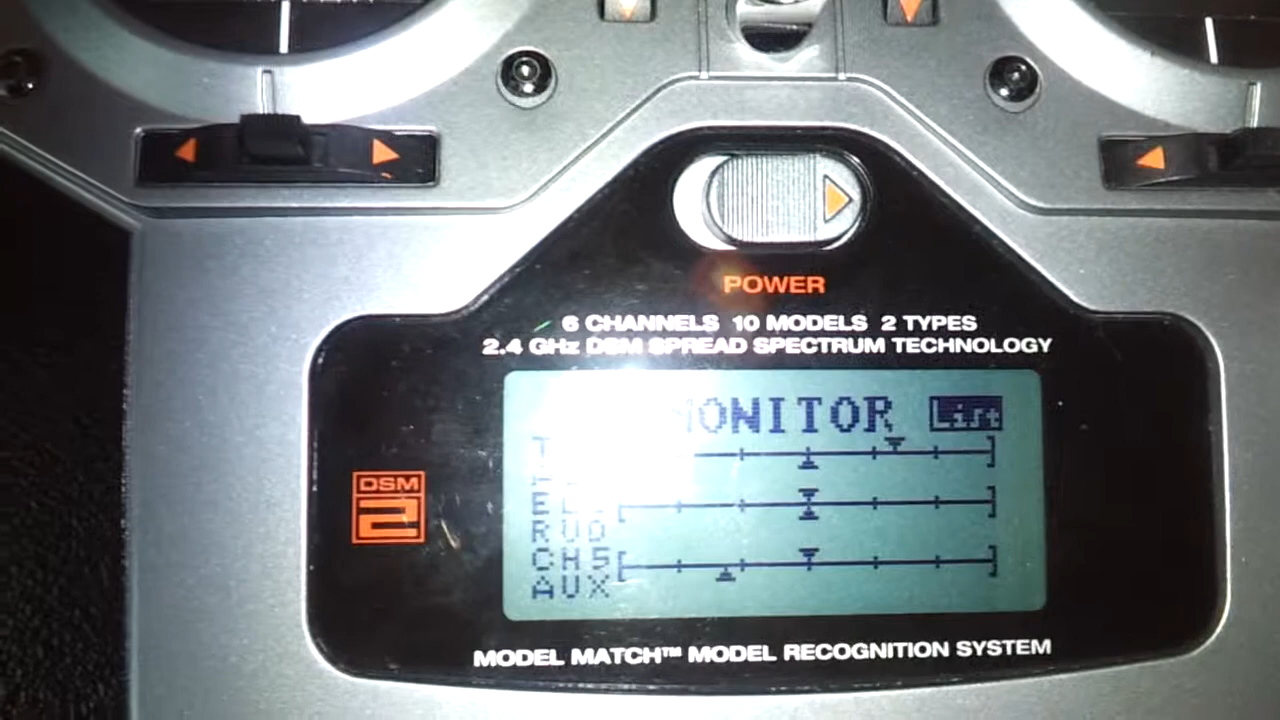 POWER
6 CHANNELS 10 MODELS 2 TYPES
2.4 GHz DSM SPREAD SPECTRUM TECHNOLOGY
MONITOR List
RUD
CH5
AUX
DSM
2
MODEL MATCH™ MODEL RECOGNITION SYSTEM